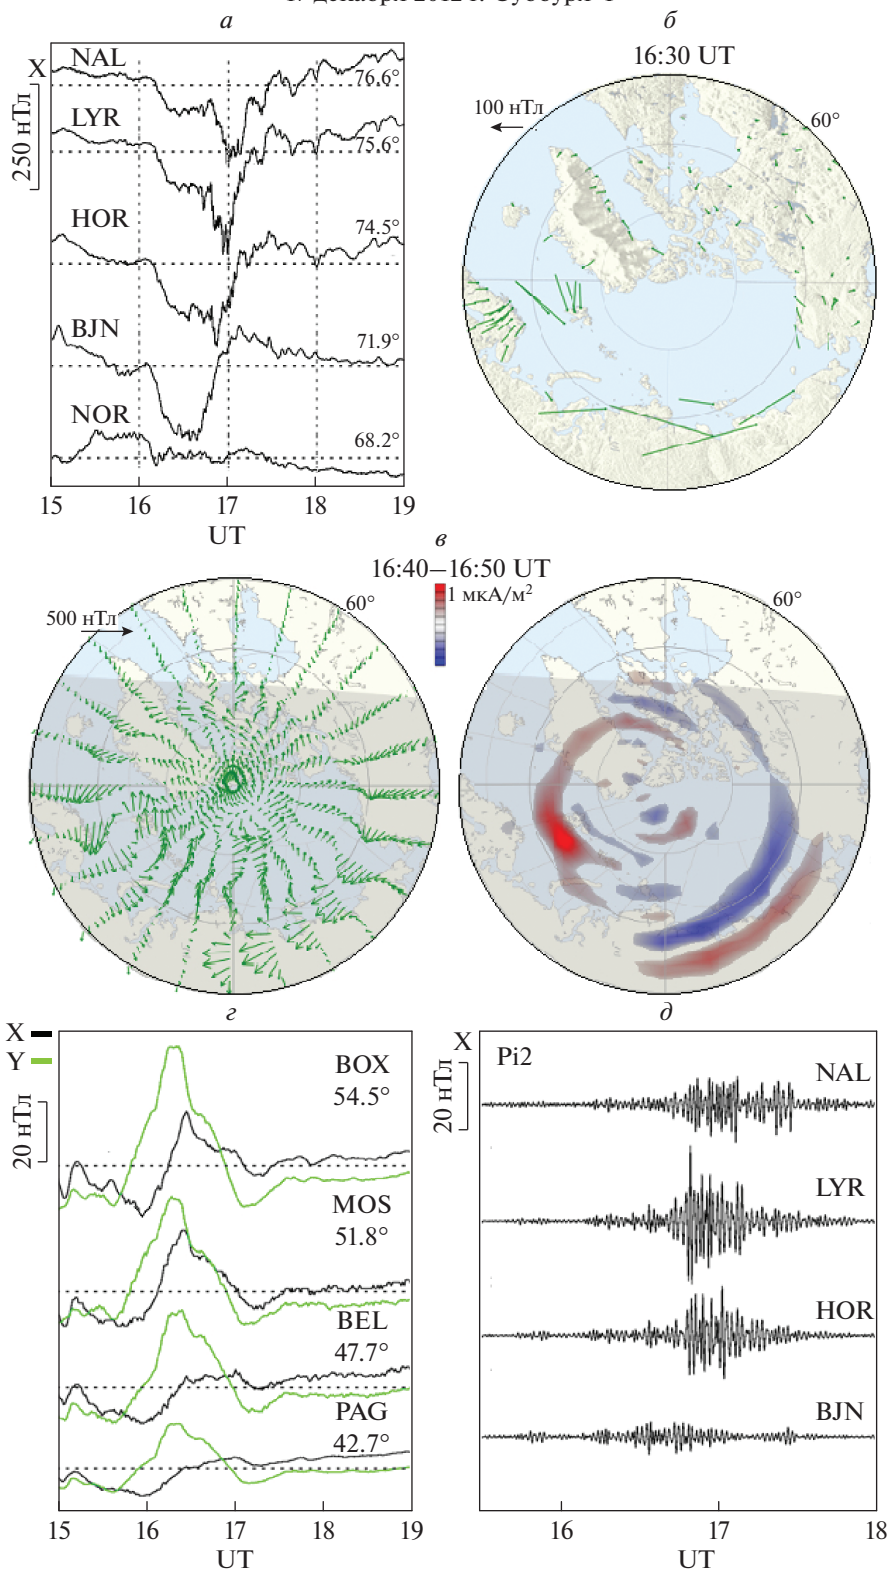 а
б
X
250 нТл
NAL
76.6°
LYR
75.6°
HOR
74.5°
BJN
71.9°
NOR
68.2°
15 16 17 18 19
UT
16:30 UT
100 нТл
60°
в
16:40–16:50 UT
1 мкА/м²
500 нТл
60°
60°
г
д
X
Y
20 нТл
BOX
54.5°
MOS
51.8°
BEL
47.7°
PAG
42.7°
15 16 17 18 19
UT
X
20 нТл
Pi2
NAL
LYR
HOR
BJN
16 17 18
UT